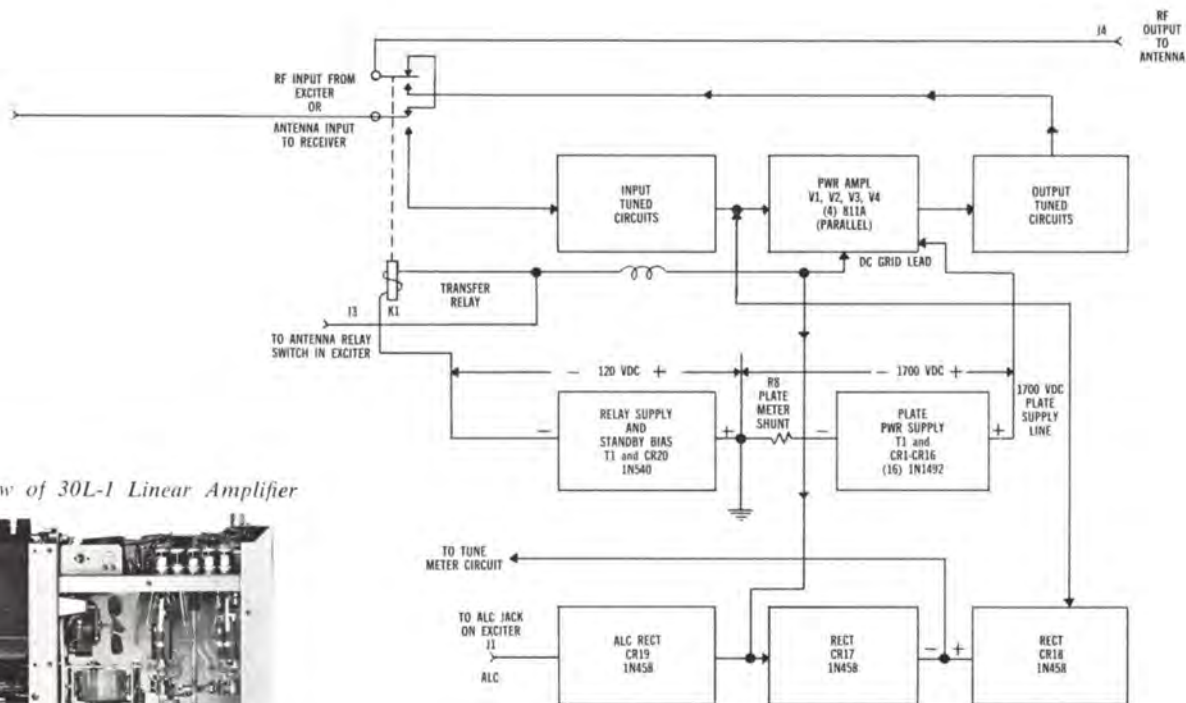 J4
RF
OUTPUT
TO
ANTENNA
RF INPUT FROM
EXCITER
OR
ANTENNA INPUT
TO RECEIVER
INPUT
TUNED
CIRCUITS
PWR AMPL
V1, V2, V3, V4
(4) 811A
(PARALLEL)
OUTPUT
TUNED
CIRCUITS
DC GRID LEAD
TRANSFER
RELAY
J3
K1
TO ANTENNA RELAY
SWITCH IN EXCITER
− 120 VDC +
− 1700 VDC +
R8
PLATE
METER
SHUNT
1700 VDC
PLATE
SUPPLY
LINE
−
RELAY SUPPLY
AND
STANDBY BIAS
T1 and CR20
1N540
+
−
PLATE
PWR SUPPLY
T1 and
CR1-CR16
(16) 1N1492
+
of 30L-1 Linear Amplifier
TO TUNE
METER CIRCUIT
TO ALC JACK
ON EXCITER
J1
ALC
ALC RECT
CR19
1N458
RECT
CR17
1N458
− +
RECT
CR18
1N458